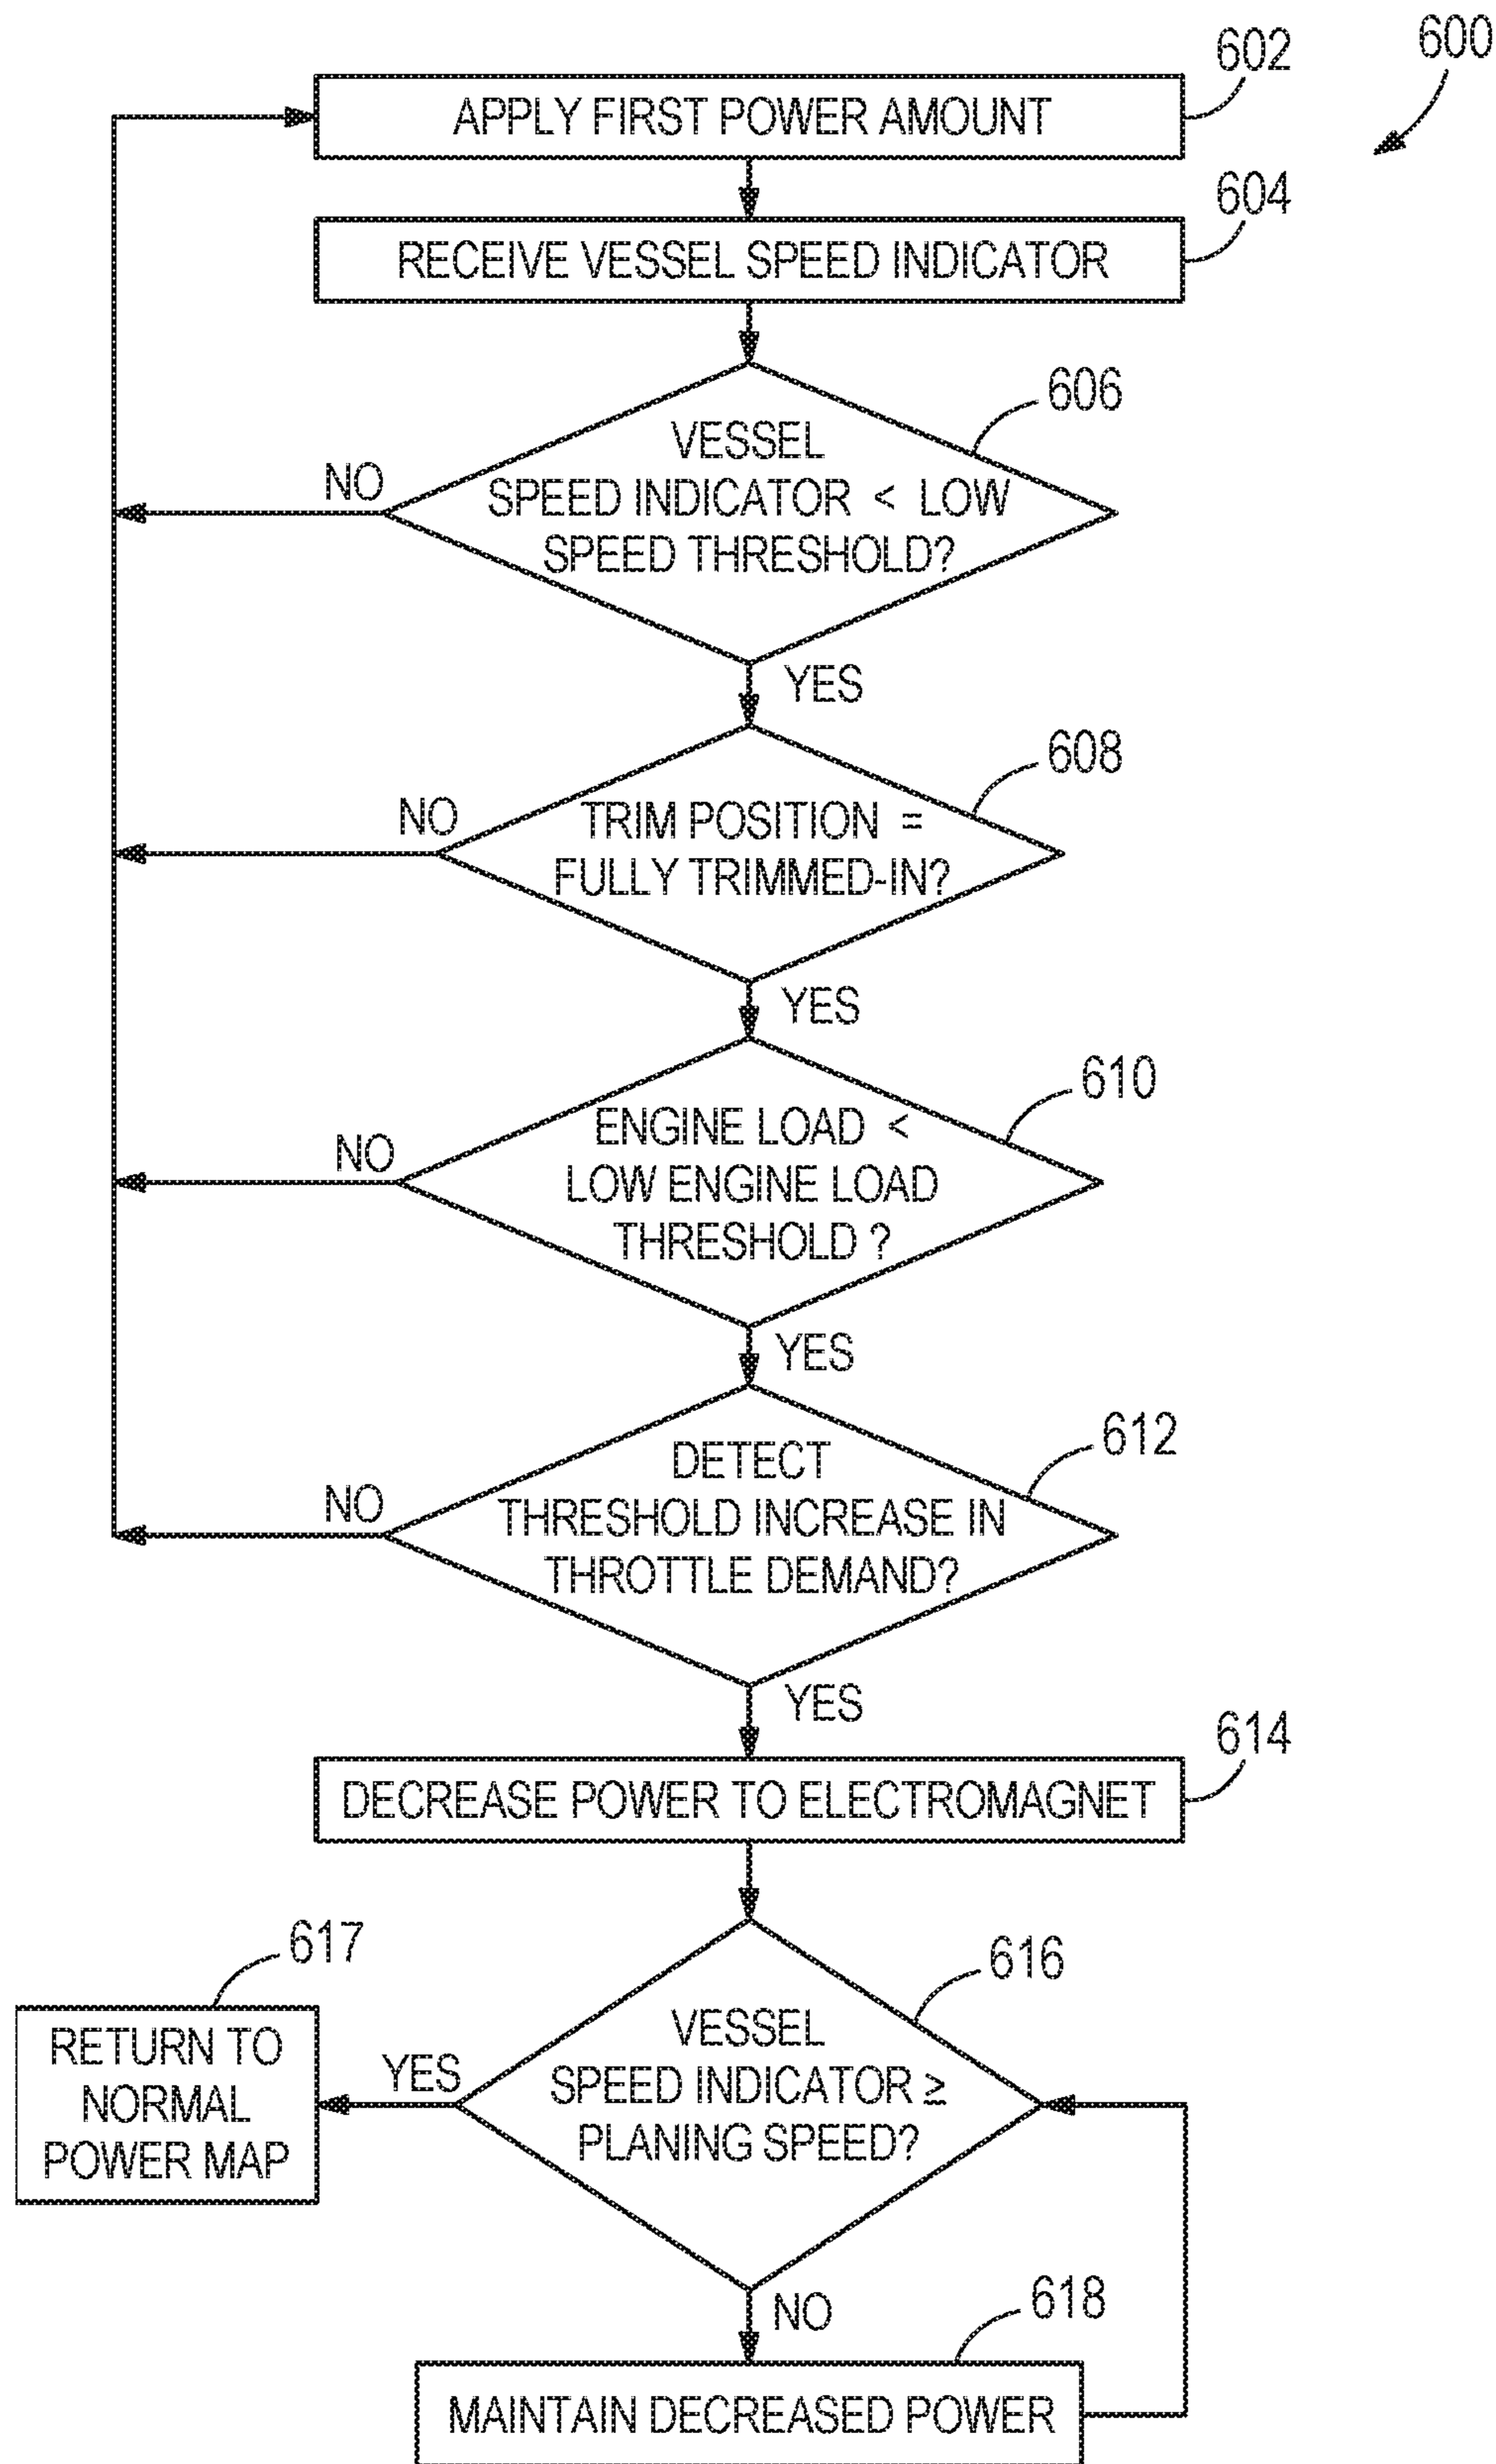 600
602
APPLY FIRST POWER AMOUNT
604
RECEIVE VESSEL SPEED INDICATOR
606
VESSEL
SPEED INDICATOR < LOW
SPEED THRESHOLD?
NO
YES
608
TRIM POSITION =
FULLY TRIMMED-IN?
NO
YES
610
ENGINE LOAD <
LOW ENGINE LOAD
THRESHOLD ?
NO
YES
612
DETECT
THRESHOLD INCREASE IN
THROTTLE DEMAND?
NO
YES
614
DECREASE POWER TO ELECTROMAGNET
616
VESSEL
SPEED INDICATOR ≥
PLANING SPEED?
YES
617
RETURN TO
NORMAL
POWER MAP
NO
618
MAINTAIN DECREASED POWER